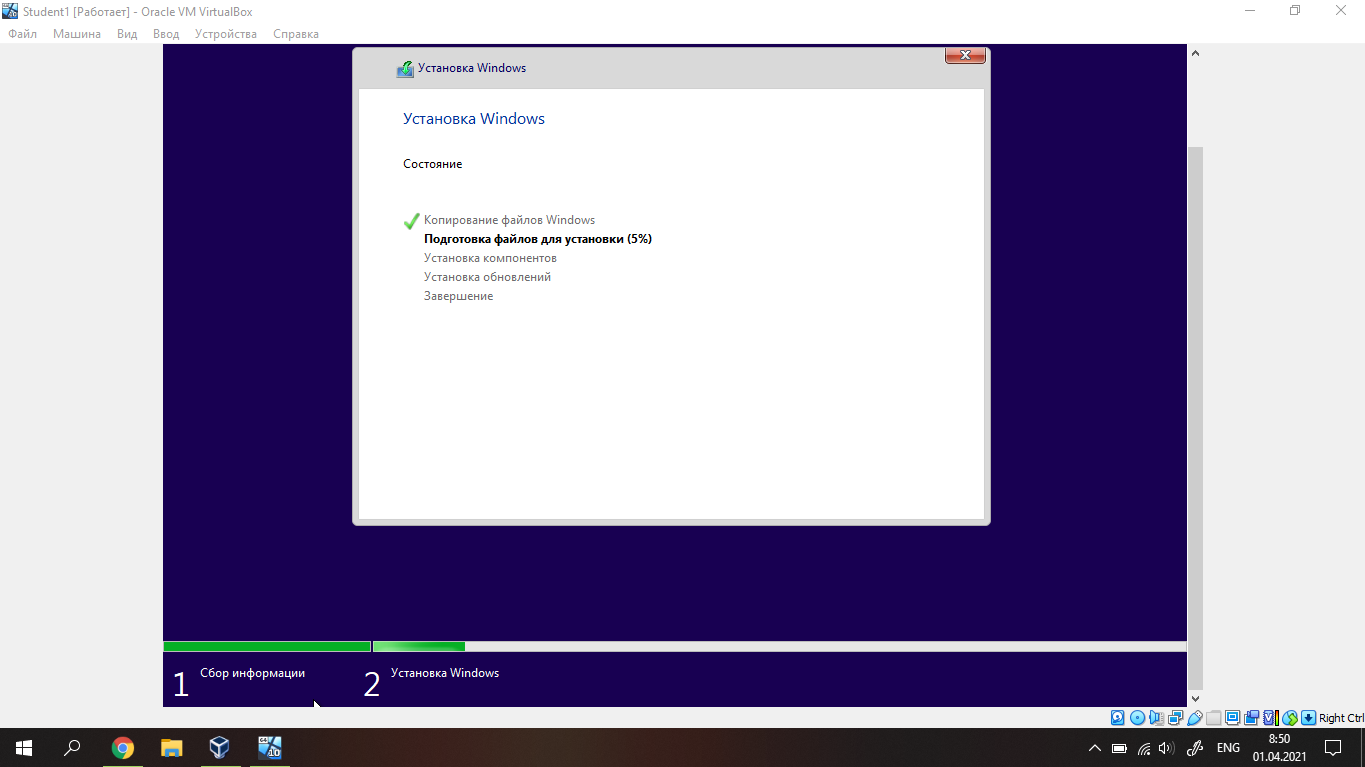 Student1 [Работает] - Oracle VM VirtualBox
Файл Машина Вид Ввод Устройства Справка
Установка Windows
Установка Windows
Состояние
Копирование файлов Windows
Подготовка файлов для установки (5%)
Установка компонентов
Установка обновлений
Завершение
1 Сбор информации 2 Установка Windows
Right Ctrl
ENG
8:50
01.04.2021